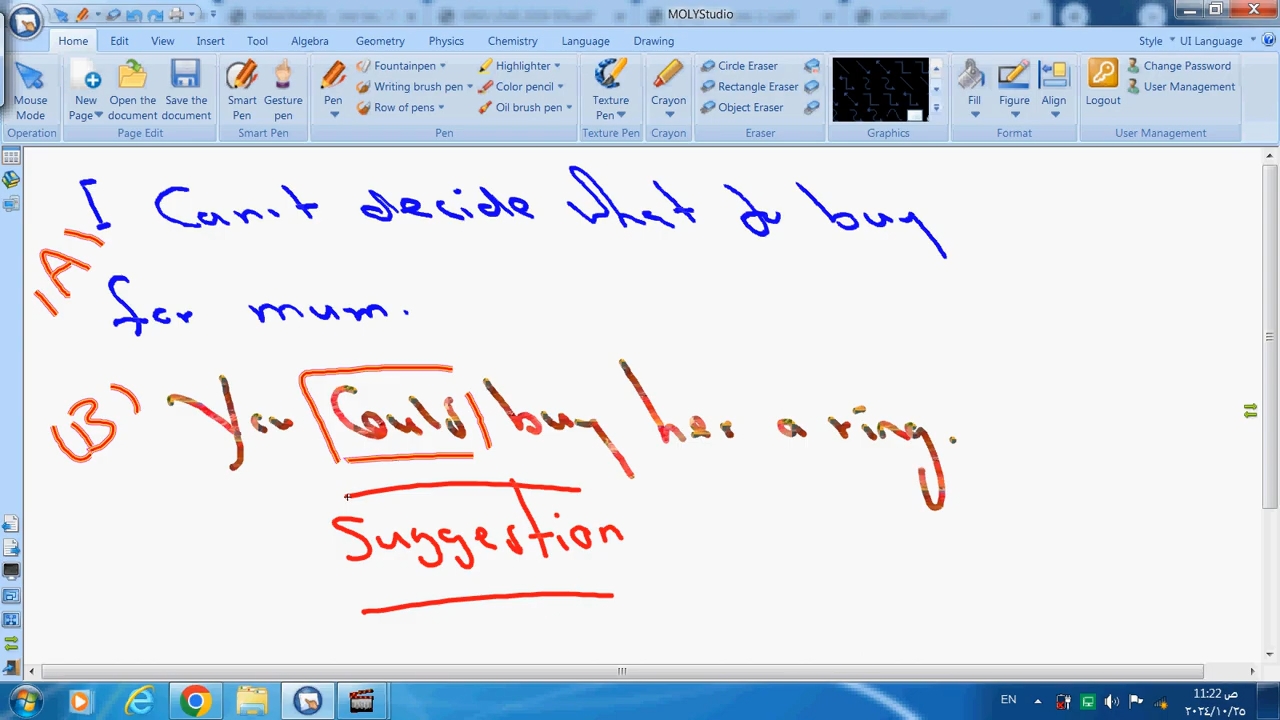 MOLYStudio
Home Edit View Insert Tool Algebra Geometry Physics Chemistry Language Drawing Style UI Language
Mouse Mode
Operation
New Page
Open the document
Save the document
Page Edit
Smart Pen
Gesture pen
Smart Pen
Pen
Fountainpen
Writing brush pen
Row of pens
Highlighter
Color pencil
Oil brush pen
Pen
Texture Pen
Texture Pen
Crayon
Crayon
Circle Eraser
Rectangle Eraser
Object Eraser
Eraser
Graphics
Fill
Figure
Align
Format
Logout
Change Password
User Management
User Management
(A) I Can't decide what to buy
for mum.
(B) You Could buy her a ring.
Suggestion
EN
11:22 ص
٢٠٢٤/١٠/٢٥